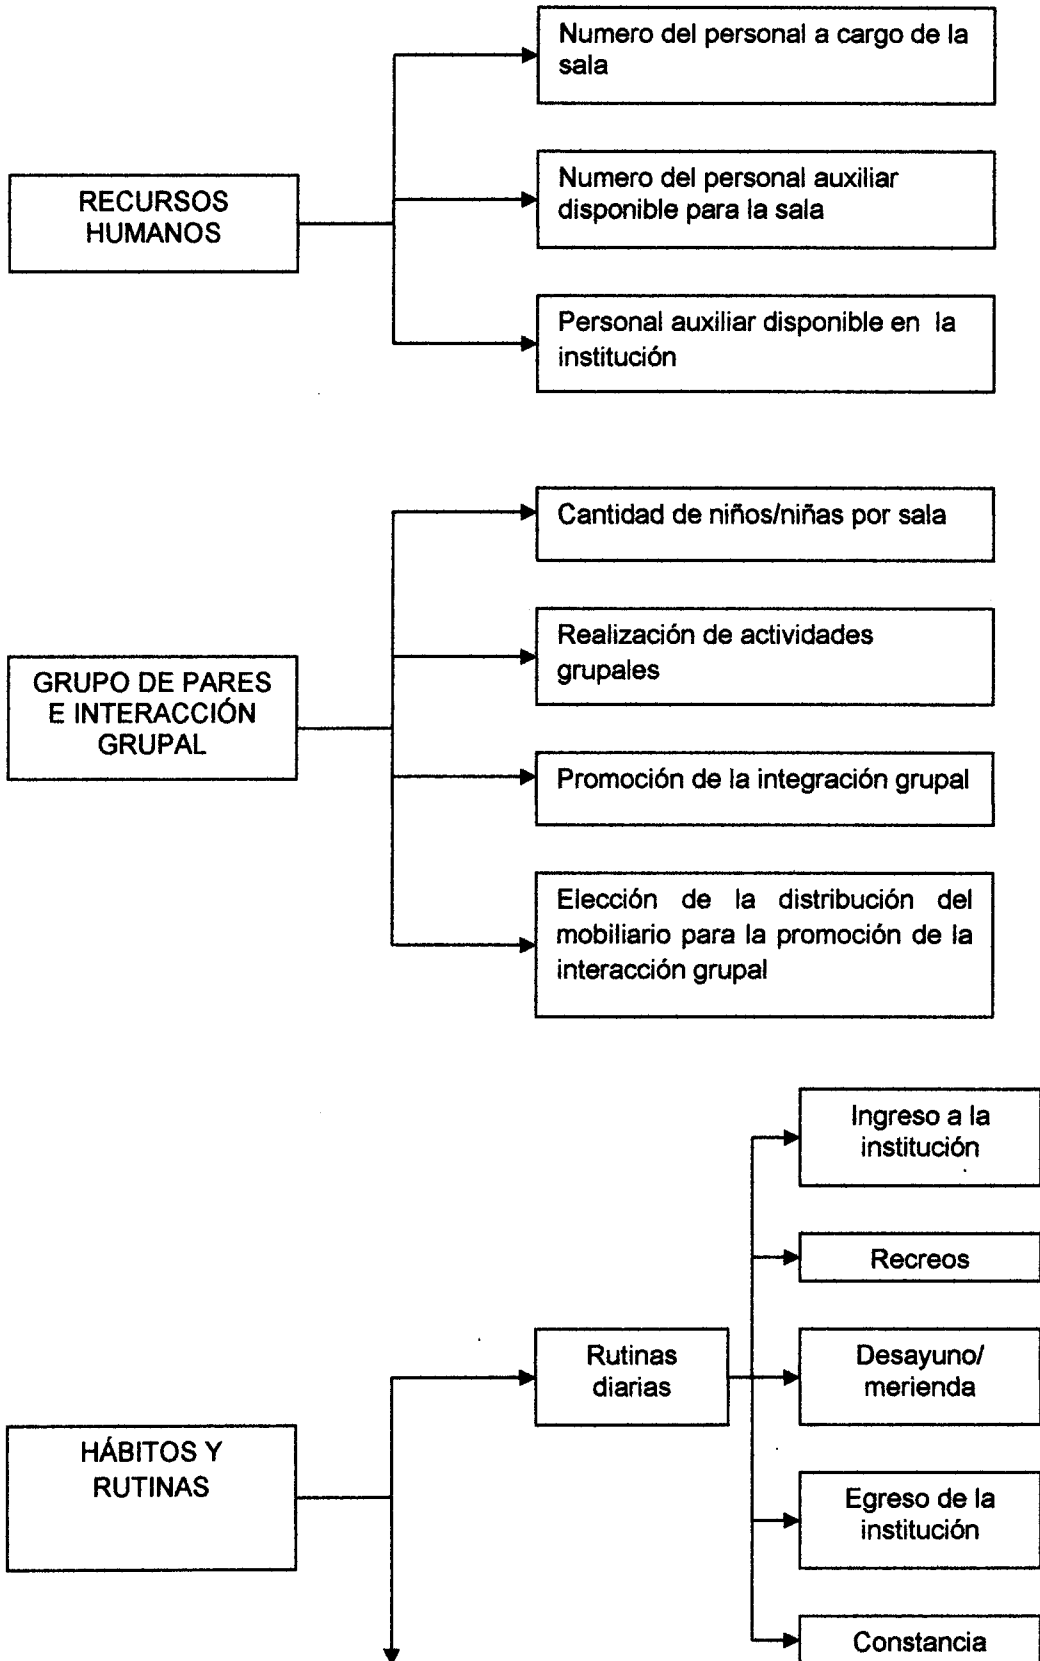 Numero del personal a cargo de la
sala
RECURSOS
HUMANOS
Numero del personal auxiliar
disponible para la sala
Personal auxiliar disponible en la
institución
Cantidad de niños/niñas por sala
GRUPO DE PARES
E INTERACCIÓN
GRUPAL
Realización de actividades
grupales
Promoción de la integración grupal
Elección de la distribución del
mobiliario para la promoción de la
interacción grupal
HÁBITOS Y
RUTINAS
Rutinas
diarias
Ingreso a la
institución
Recreos
Desayuno/
merienda
Egreso de la
institución
Constancia